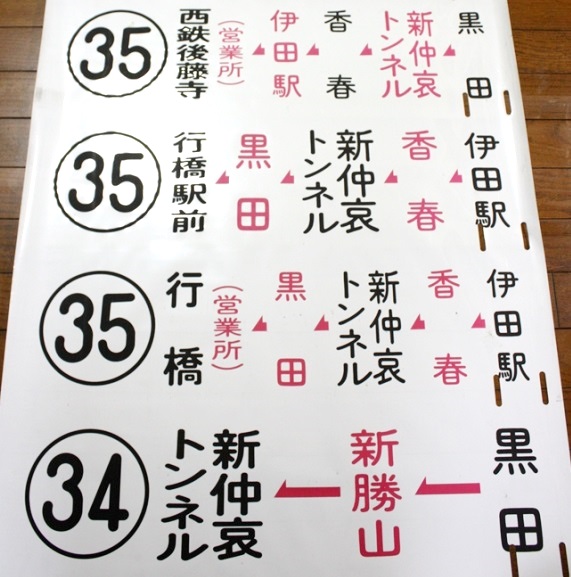 黒田
新仲哀
トンネル
香春
伊田駅
(営業所)
西鉄後藤寺
35
伊田駅
香春
新仲哀
トンネル
黒田
行橋駅前
35
伊田駅
香春
新仲哀
トンネル
黒田
(営業所)
行橋
35
黒田
新勝山
新仲哀
トンネル
34